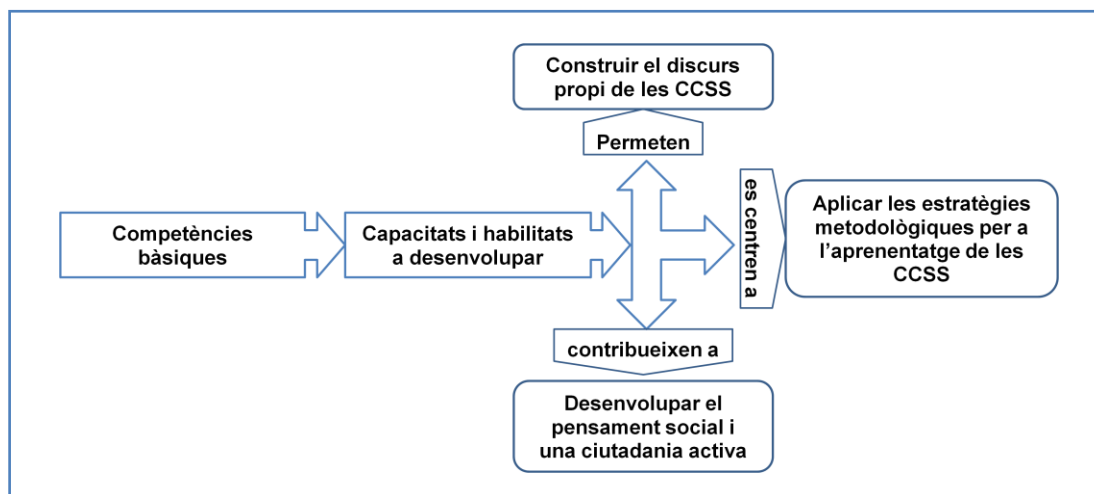 Construir el discurs
propi de les CCSS
Permeten
Competències
bàsiques
Capacitats i habilitats
a desenvolupar
es centren a
Aplicar les estratègies
metodològiques per a
l’aprenentatge de les
CCSS
contribueixen a
Desenvolupar el
pensament social i
una ciutadania activa